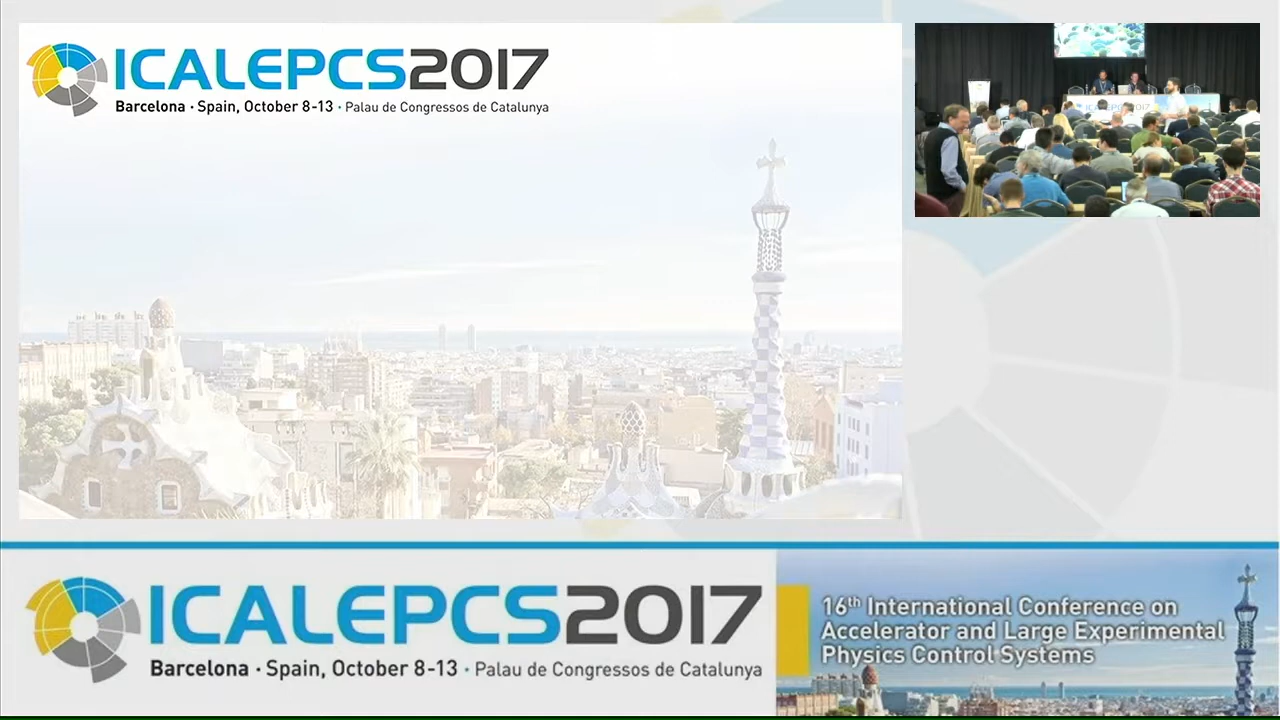 ICALEPCS2017
Barcelona · Spain, October 8-13 · Palau de Congressos de Catalunya
ICALEPCS2017
Barcelona · Spain, October 8-13 · Palau de Congressos de Catalunya
16th International Conference on
Accelerator and Large Experimental
Physics Control Systems